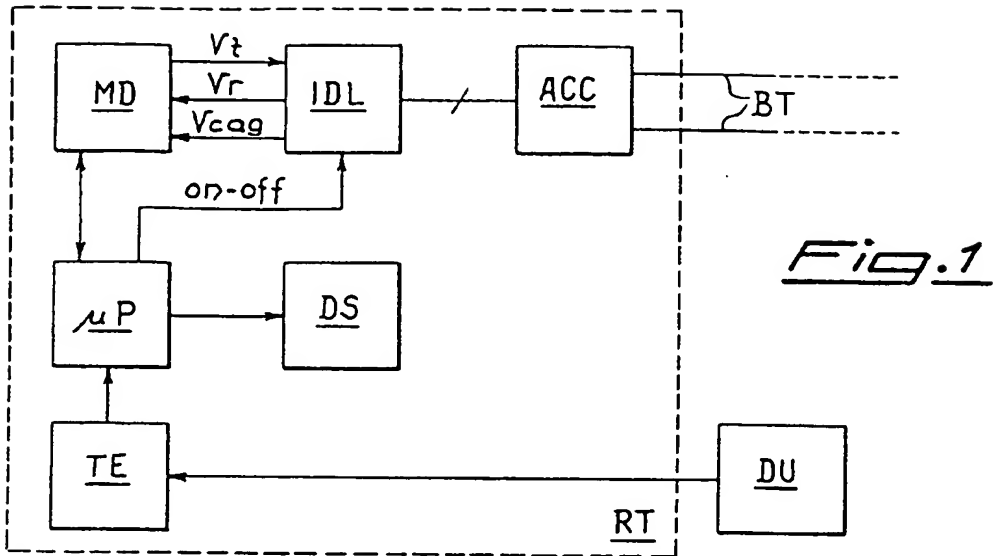 Vt
MD
Vr
IDL
ACC
BT
Vcag
on-off
Fig.1
μP
DS
TE
DU
RT